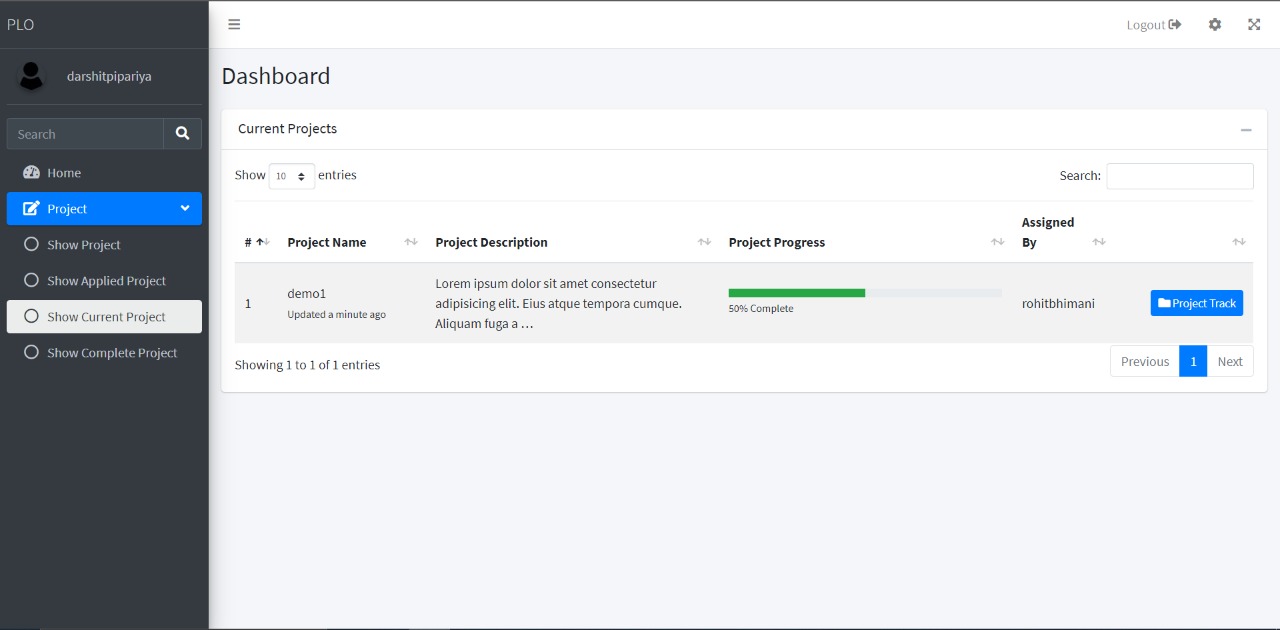 PLO
Logout
darshitpipariya
Dashboard
Search
Home
Project
Show Project
Show Applied Project
Show Current Project
Show Complete Project
Current Projects
Show 10 entries
Search:
# Project Name Project Description Project Progress Assigned By
1 demo1 Lorem ipsum dolor sit amet consectetur rohitbhimani Project Track
Updated a minute ago adipisicing elit. Eius atque tempora cumque. 50% Complete
Aliquam fuga a ...
Showing 1 to 1 of 1 entries
Previous 1 Next